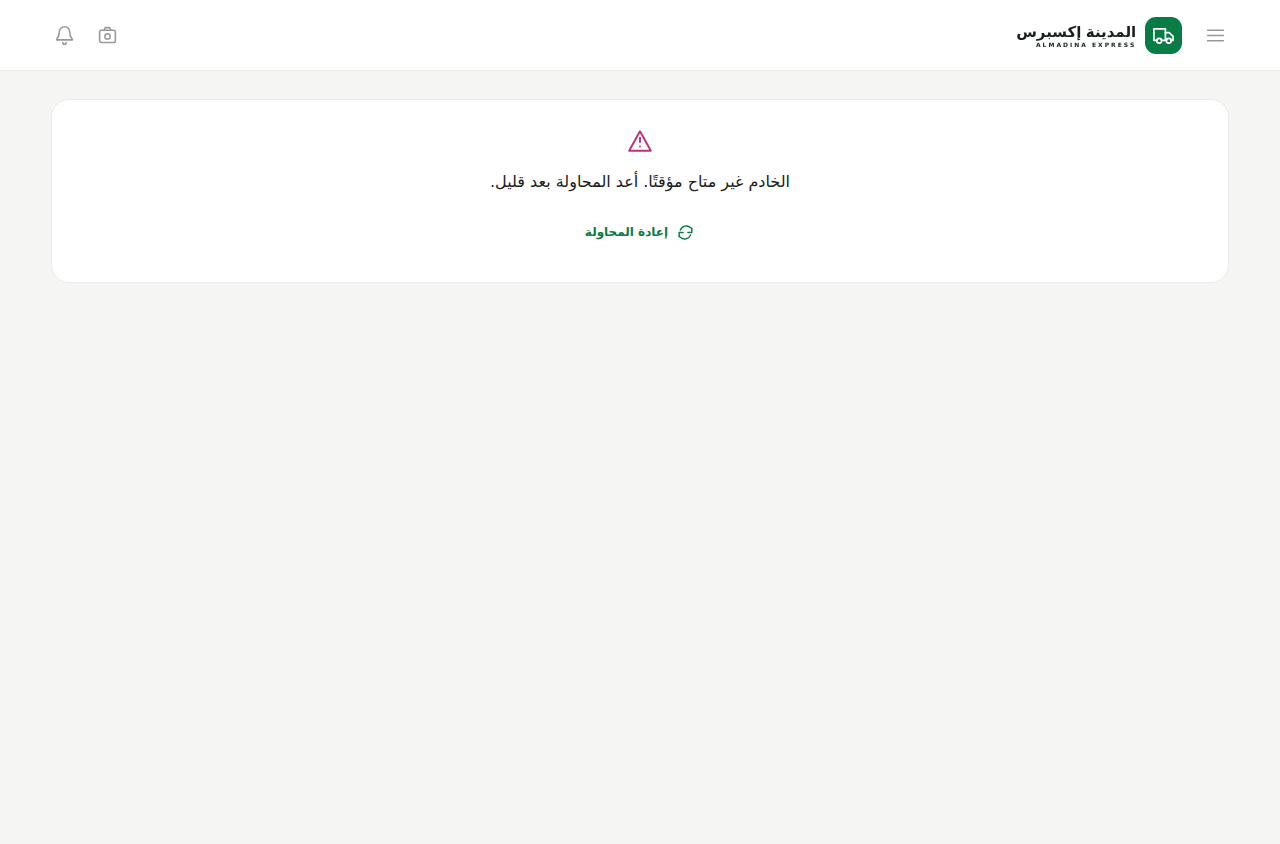 المدينة إكسبرس
ALMADINA EXPRESS
الخادم غير متاح مؤقتًا. أعد المحاولة بعد قليل.
إعادة المحاولة